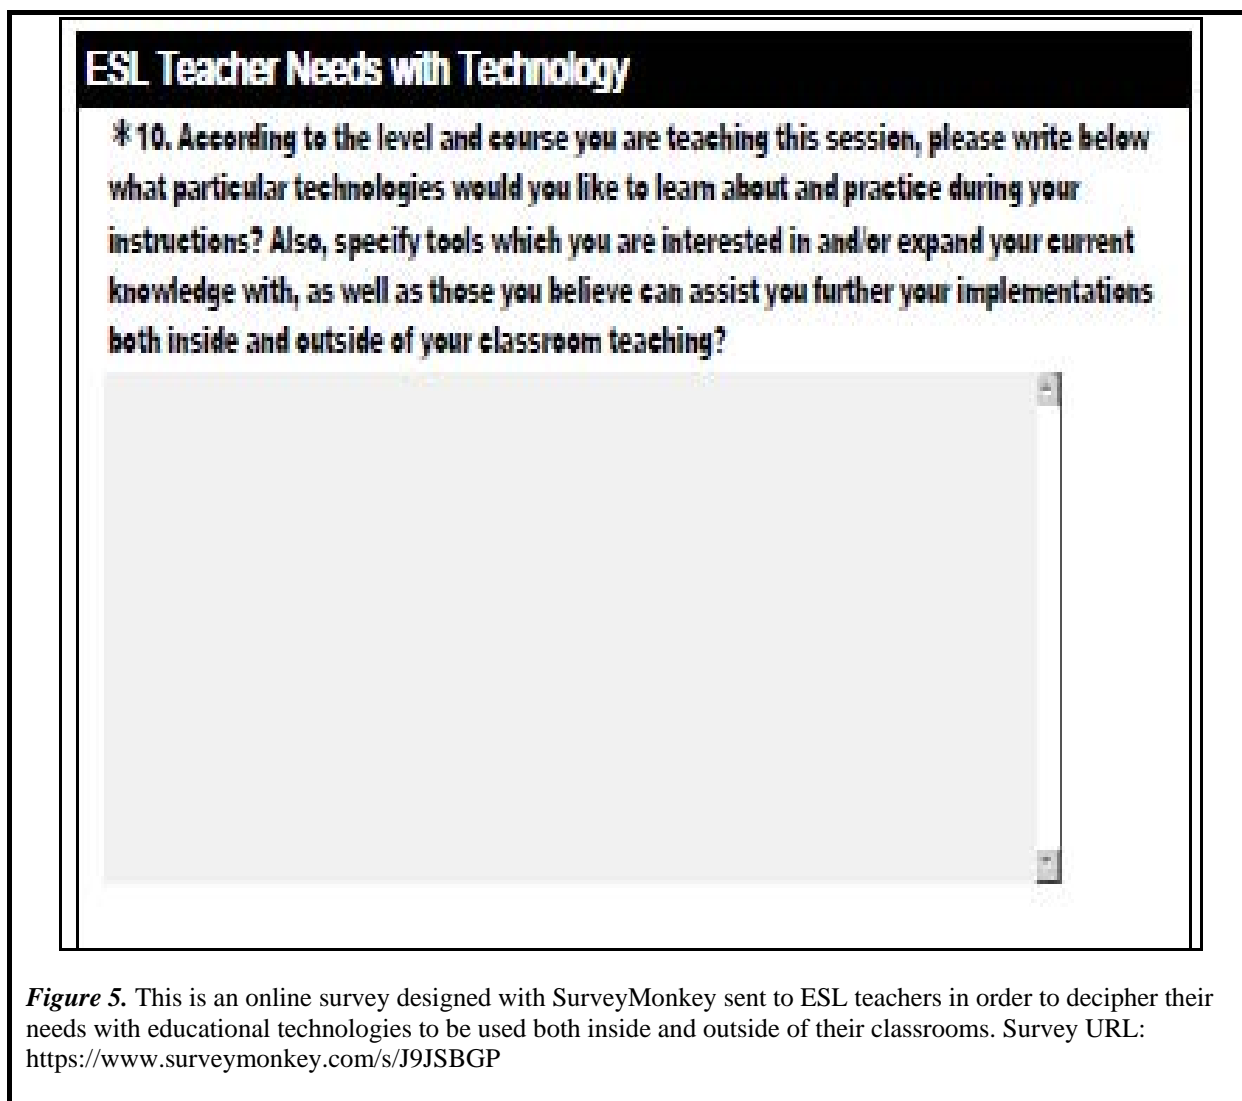 ESL Teacher Needs with Technology
*10. According to the level and course you are teaching this session, please write below
what particular technologies would you like to learn about and practice during your
instructions? Also, specify tools which you are interested in and/or expand your current
knowledge with, as well as those you believe can assist you further your implementations
both inside and outside of your classroom teaching?
Figure 5. This is an online survey designed with SurveyMonkey sent to ESL teachers in order to decipher their
needs with educational technologies to be used both inside and outside of their classrooms. Survey URL:
https://www.surveymonkey.com/s/J9JSBGP